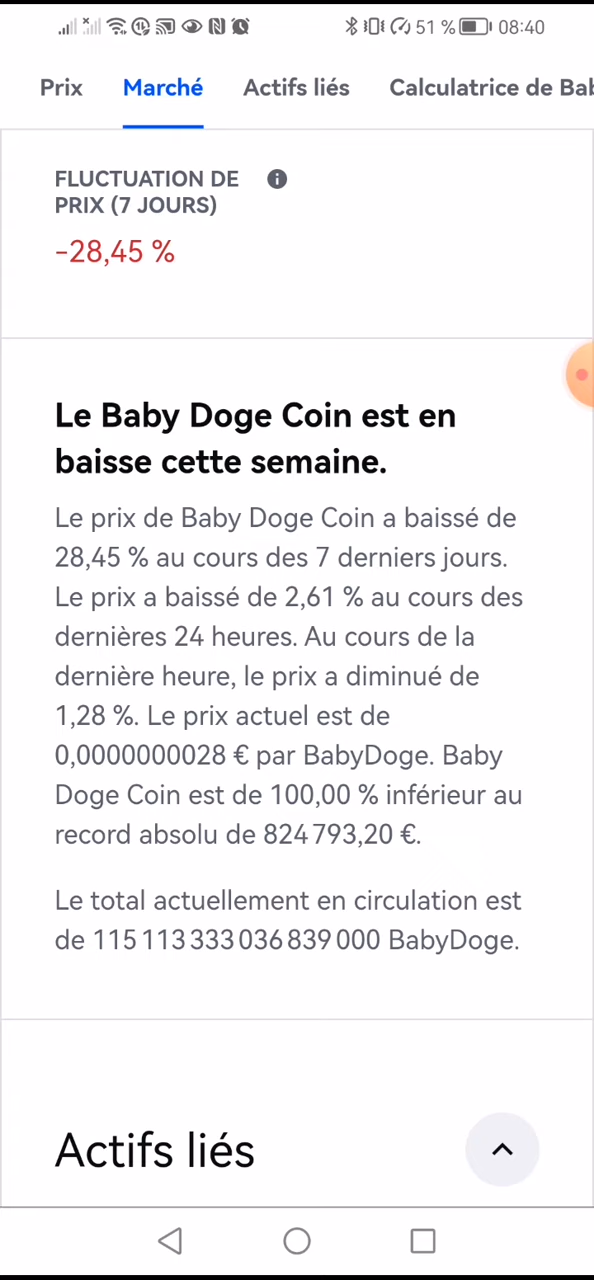 51 % 08:40
Prix Marché Actifs liés Calculatrice de Bab
FLUCTUATION DE
PRIX (7 JOURS)
-28,45 %
Le Baby Doge Coin est en
baisse cette semaine.
Le prix de Baby Doge Coin a baissé de
28,45 % au cours des 7 derniers jours.
Le prix a baissé de 2,61 % au cours des
dernières 24 heures. Au cours de la
dernière heure, le prix a diminué de
1,28 %. Le prix actuel est de
0,0000000028 € par BabyDoge. Baby
Doge Coin est de 100,00 % inférieur au
record absolu de 824 793,20 €.
Le total actuellement en circulation est
de 115 113 333 036 839 000 BabyDoge.
Actifs liés